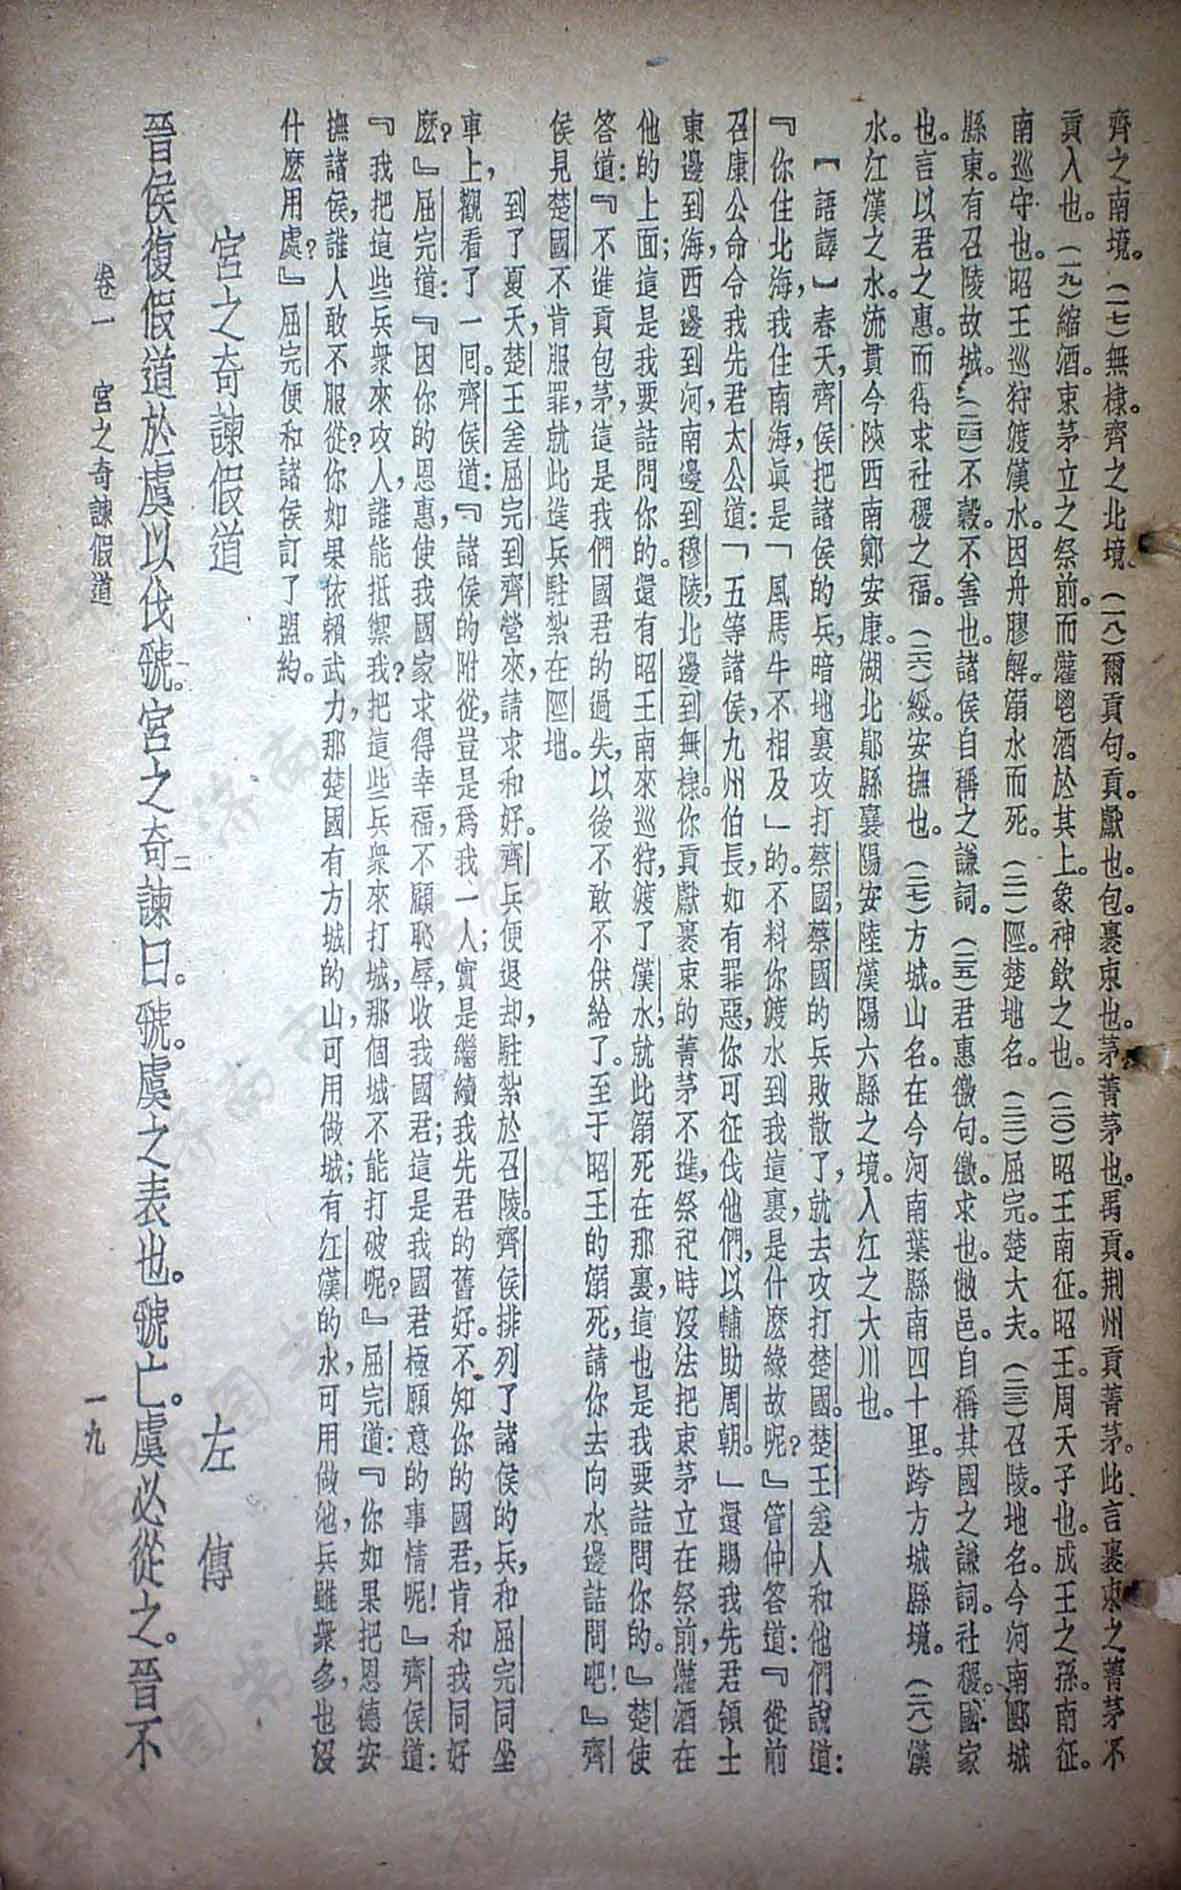 齊之南境。(一七)無棣。齊之北境。(一八)爾貢句。貢。獻也。包。裹束也。茅。菁茅也。禹貢。荆州貢菁茅。此言裹束之菁茅不
貢入也。(一九)縮酒。束茅立之祭前。而灌鬯酒於其上。象神飲之也。(二〇)昭王南征。昭王。周天子也。成王之孫。南征。
南巡守也。昭王巡狩渡漢水。因舟膠解。溺水而死。(二一)陘。楚地名。(二二)屈完。楚大夫。(二三)召陵。地名。今河南郾城
縣東。有召陵故城。(二四)不穀。不善也。諸侯自稱之謙詞。(二五)君惠徼句。徼。求也。敝邑。自稱其國之謙詞。社稷。國家
也。言以君之惠。而得求社稷之福。(二六)綏。安撫也。(二七)方城。山名。在今河南葉縣南四十里。跨方城縣境。(二八)漢
水。江漢之水。流貫今陝西南鄭安康。湖北鄖縣襄陽安陸漢陽六縣之境。入江之大川也。
【語譯】春天，齊侯把諸侯的兵，暗地裏攻打蔡國，蔡國的兵敗散了，就去攻打楚國。楚王差人和他們說道：
『你住北海，我住南海，眞是「風馬牛不相及」的。不料你渡水到我這裏，是什麽緣故呢？』管仲答道：『從前
召康公命令我先君太公道：「五等諸侯，九州伯長，如有罪惡，你可征伐他們，以輔助周朝。」還賜我先君領土
東邊到海，西邊到河，南邊到穆陵，北邊到無棣。你貢獻裹束的菁茅不進，祭祀時沒法把束茅立在祭前，灌酒在
他的上面；這是我要詰問你的。還有昭王南來巡狩，渡了漢水，就此溺死在那裏，這也是我要詰問你的。』楚使
答道：『不進貢包茅，這是我們國君的過失，以後不敢不供給了。至于昭王的溺死，請你去向水邊詰問吧！』齊
侯見楚國不肯服罪，就此進兵駐紮在陘地。
到了夏天，楚王差屈完到齊營來，請求和好。齊兵便退却，駐紮於召陵。齊侯排列了諸侯的兵，和屈完同坐
車上，觀看了一回。齊侯道：『諸侯的附從，豈是爲我一人；實是繼續我先君的舊好。不知你的國君，肯和我同好
麽？』屈完道：『因你的恩惠，使我國家求得幸福，不顧恥辱，收我國君；這是我國君極願意的事情呢！』齊侯道：
『我把這些兵衆來攻人，誰能抵禦我？把這些兵衆來打城，那個城不能打破呢？』屈完道：『你如果把恩德安
撫諸侯，誰人敢不服從？你如果依賴武力，那楚國有方城的山，可用做城；有江漢的水，可用做池，兵雖衆多，也沒
什麽用處？』屈完便和諸侯訂了盟約。
宮之奇諫假道　左傳
晉侯復假道於虞以伐虢。一宮之奇二諫曰。虢。虞之表也。虢亡。虞必從之。晉不
卷一　宮之奇諫假道　一九